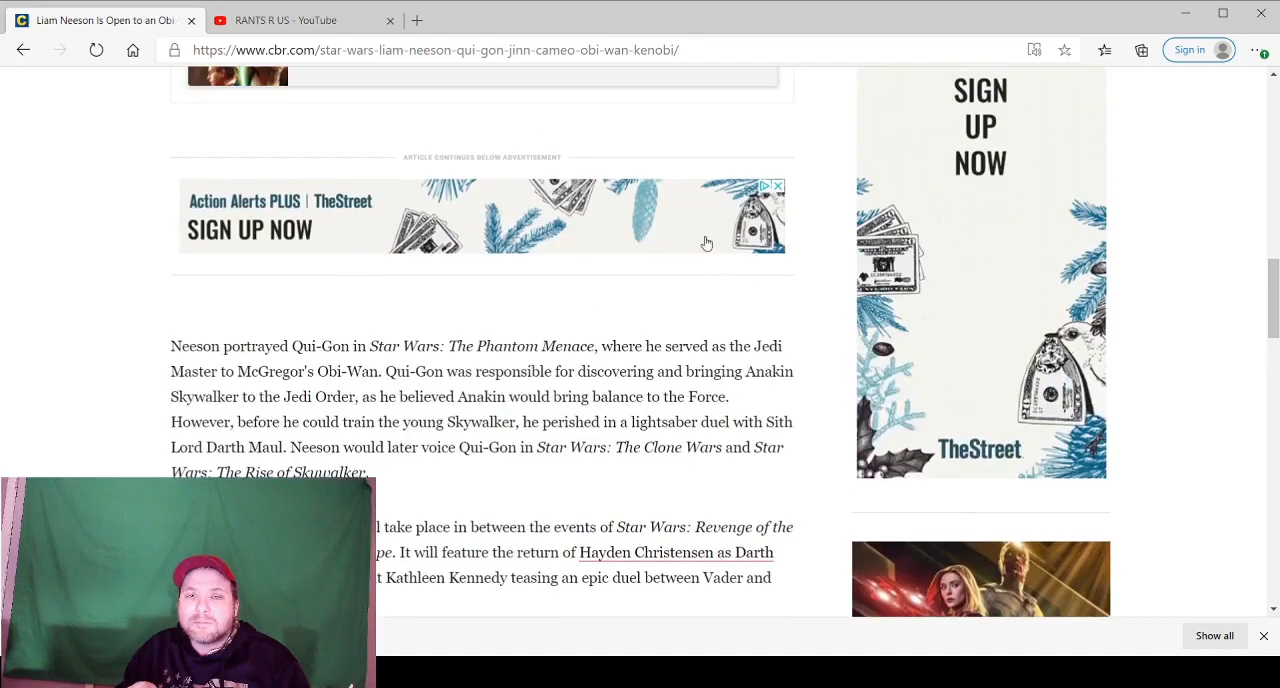 Liam Neeson Is Open to an Obi-
RANTS R US - YouTube
https://www.cbr.com/star-wars-liam-neeson-qui-gon-jinn-cameo-obi-wan-kenobi/
Sign in
ARTICLE CONTINUES BELOW ADVERTISEMENT
Action Alerts PLUS | TheStreet
SIGN UP NOW
SIGN
UP
NOW
TheStreet
Neeson portrayed Qui-Gon in Star Wars: The Phantom Menace, where he served as the Jedi
Master to McGregor's Obi-Wan. Qui-Gon was responsible for discovering and bringing Anakin
Skywalker to the Jedi Order, as he believed Anakin would bring balance to the Force.
However, before he could train the young Skywalker, he perished in a lightsaber duel with Sith
Lord Darth Maul. Neeson would later voice Qui-Gon in Star Wars: The Clone Wars and Star
Wars: The Rise of Skywalker.
l take place in between the events of Star Wars: Revenge of the
pe. It will feature the return of Hayden Christensen as Darth
t Kathleen Kennedy teasing an epic duel between Vader and
Show all